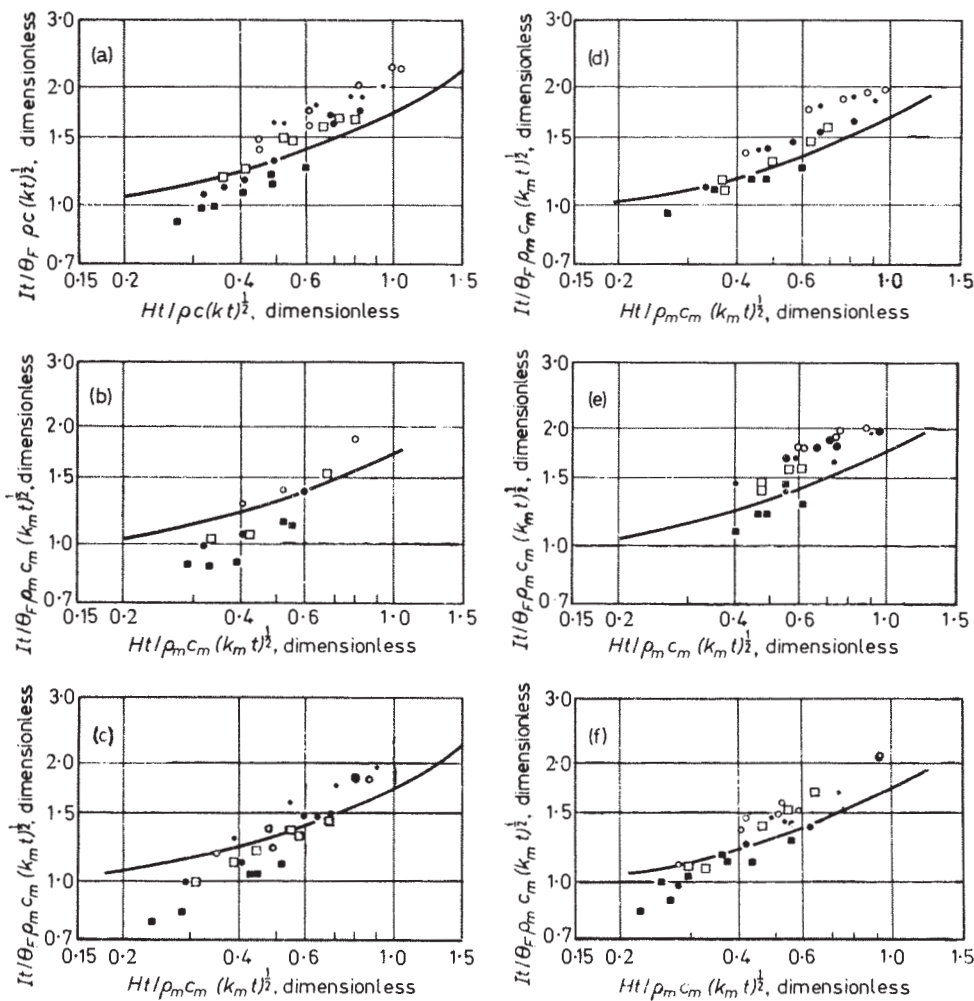 3·0
(a)
2·0
1·5
1·0
0·7
0·15 0·2 0·4 0·6 1·0 1·5
It/θF ρc(kt)½, dimensionless
Ht/ρc(kt)½, dimensionless
3·0
(d)
2·0
1·5
1·0
0·7
0·15 0·2 0·4 0·6 1·0 1·5
It/θF ρm cm (km t)½, dimensionless
Ht/ρm cm (km t)½, dimensionless
3·0
(b)
2·0
1·5
1·0
0·7
0·15 0·2 0·4 0·6 1·0 1·5
It/θF ρm cm (km t)½, dimensionless
Ht/ρm cm (km t)½, dimensionless
3·0
(e)
2·0
1·5
1·0
0·7
0·15 0·2 0·4 0·6 1·0 1·5
It/θF ρm cm (km t)½, dimensionless
Ht/ρm cm (km t)½, dimensionless
3·0
(c)
2·0
1·5
1·0
0·7
0·15 0·2 0·4 0·6 1·0 1·5
It/θF ρm cm (km t)½, dimensionless
Ht/ρm cm (km t)½, dimensionless
3·0
(f)
2·0
1·5
1·0
0·7
0·15 0·2 0·4 0·6 1·0 1·5
It/θF ρm cm (km t)½, dimensionless
Ht/ρm cm (km t)½, dimensionless